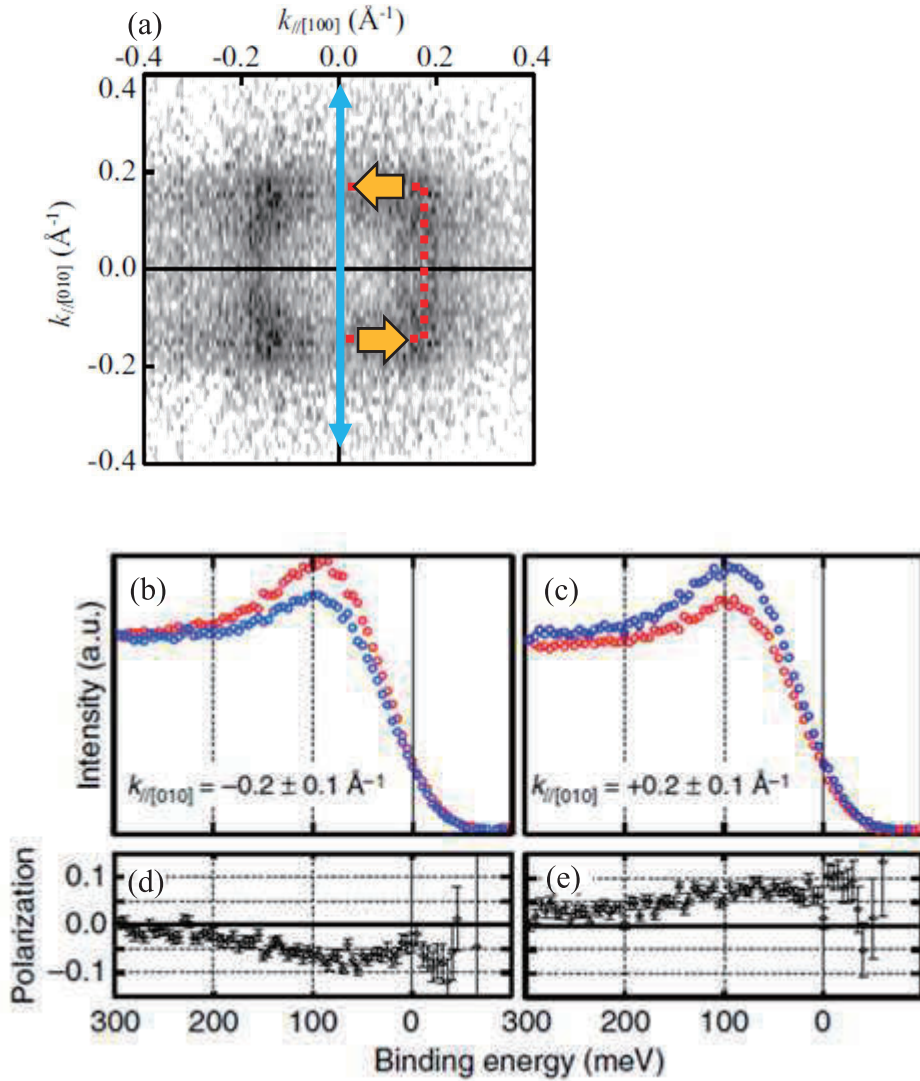 (a)
k//[100] (Å-1)
-0.4 -0.2 0.0 0.2 0.4
k//[010] (Å-1)
0.4
0.2
0.0
-0.2
-0.4
(b)
(c)
Intensity (a.u.)
k//[010] = −0.2 ± 0.1 Å-1
k//[010] = +0.2 ± 0.1 Å-1
(d)
(e)
Polarization
0.1
0.0
−0.1
300 200 100 0 300 200 100 0
Binding energy (meV)